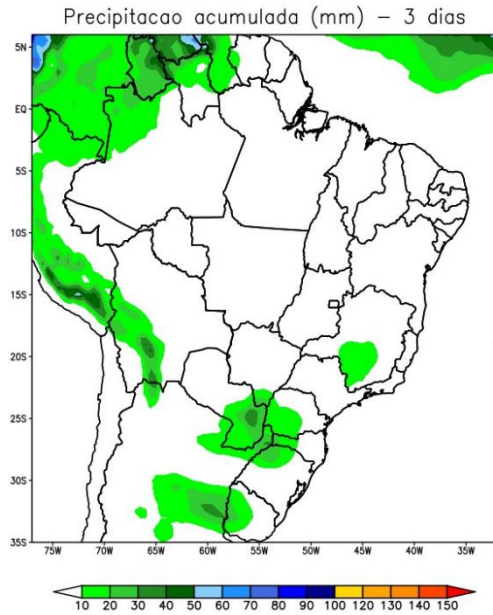 Precipitacao acumulada (mm) – 3 dias
5N
EQ
5S
10S
15S
20S
25S
30S
35S
75W 70W 65W 60W 55W 50W 45W 40W 35W
10 20 30 40 50 60 70 80 90 100 110 120 130 140 150